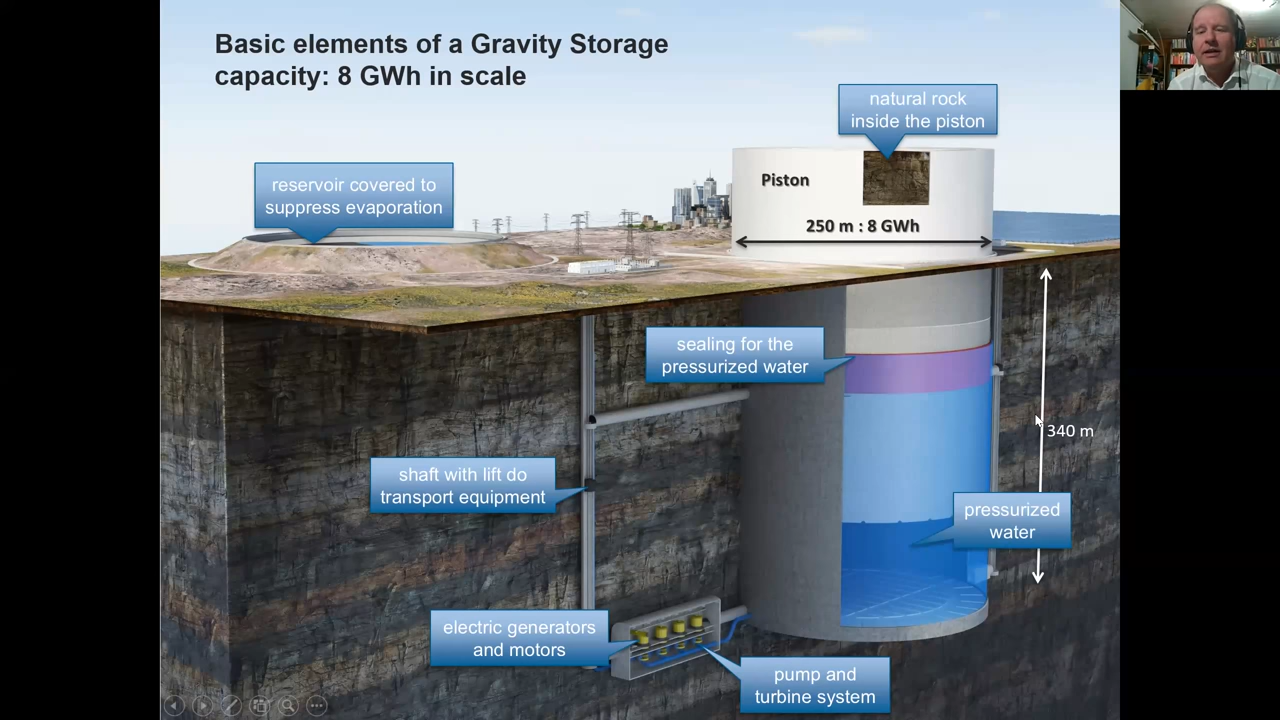 Basic elements of a Gravity Storage
capacity: 8 GWh in scale
natural rock
inside the piston
reservoir covered to
suppress evaporation
Piston
250 m : 8 GWh
sealing for the
pressurized water
340 m
shaft with lift do
transport equipment
pressurized
water
electric generators
and motors
pump and
turbine system